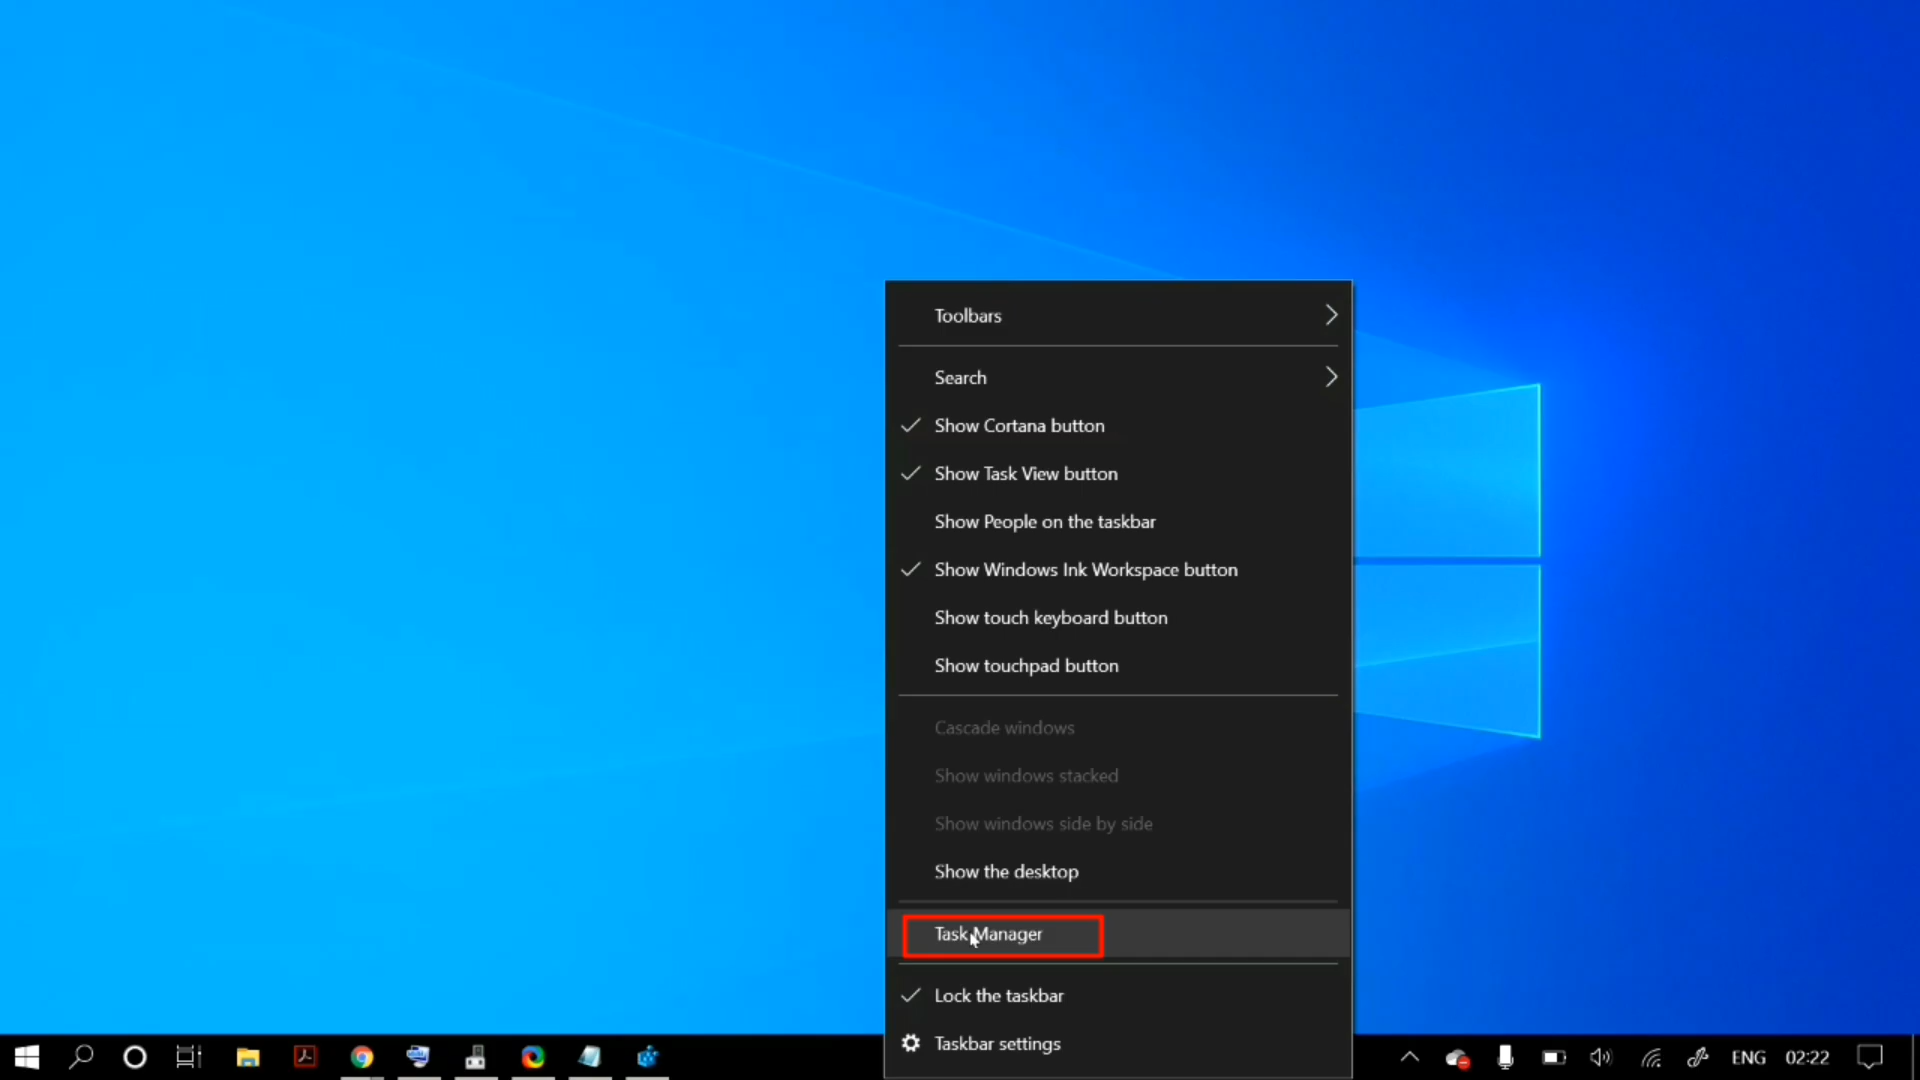 Toolbars
Search
Show Cortana button
Show Task View button
Show People on the taskbar
Show Windows Ink Workspace button
Show touch keyboard button
Show touchpad button
Cascade windows
Show windows stacked
Show windows side by side
Show the desktop
Task Manager
Lock the taskbar
Taskbar settings
ENG 02:22